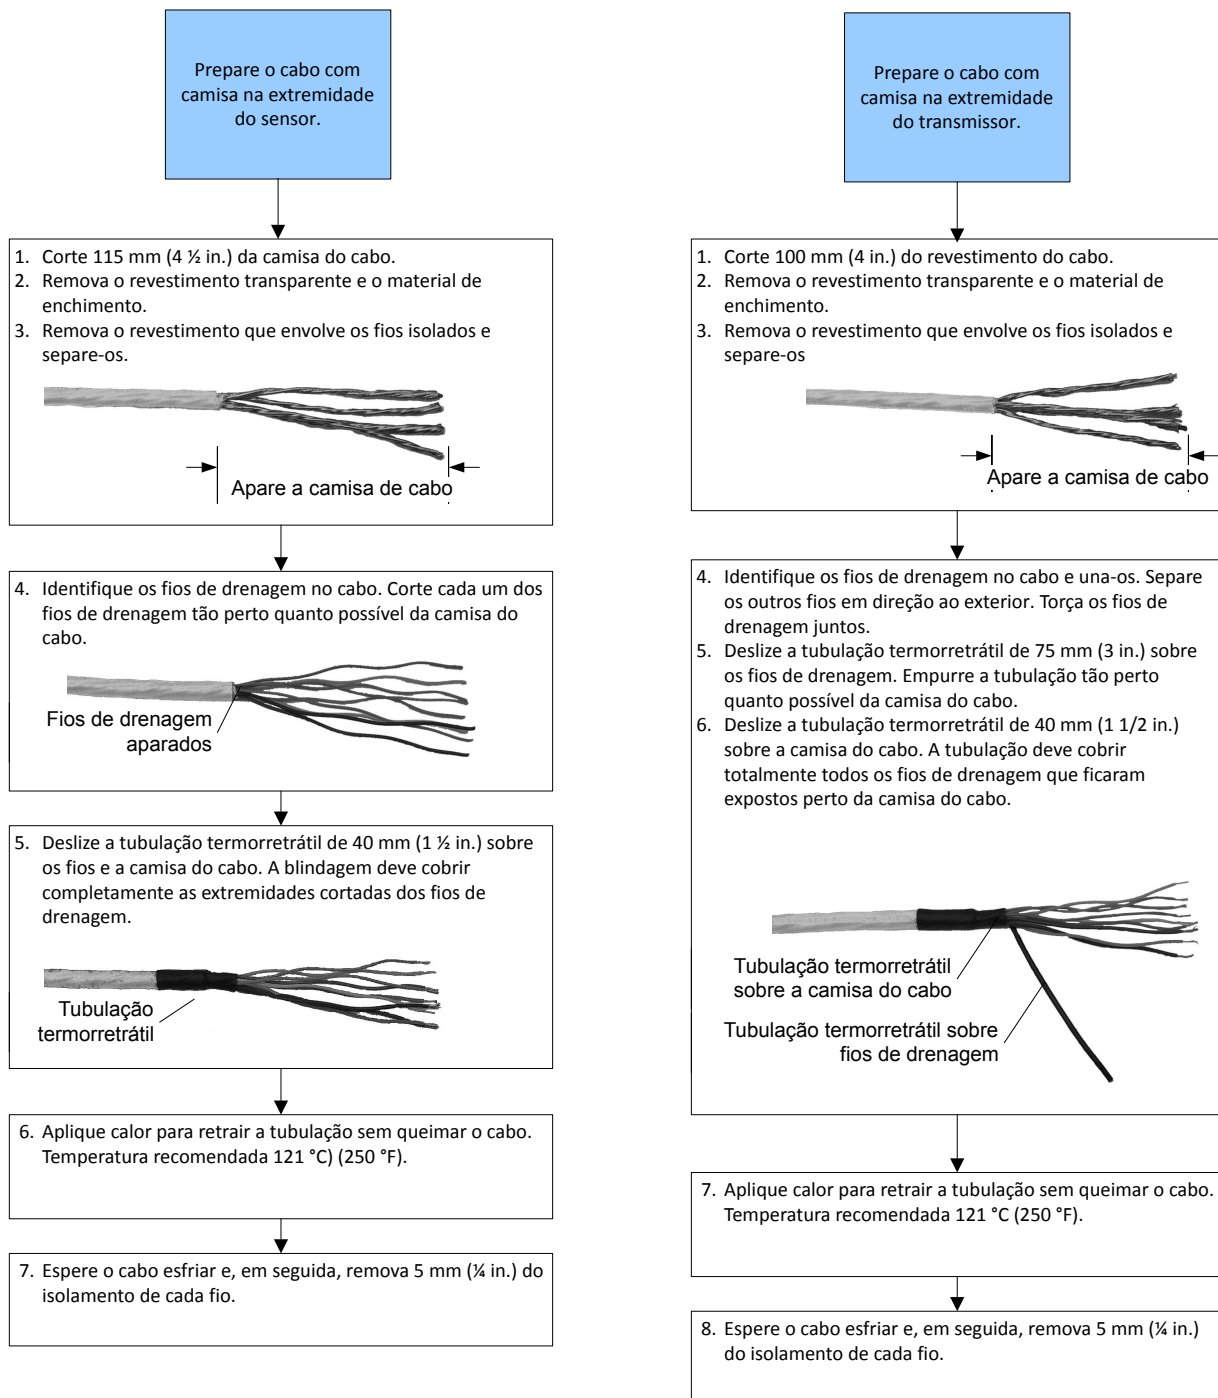 Prepare o cabo com
camisa na extremidade
do sensor.
1. Corte 115 mm (4 ½ in.) da camisa do cabo.
2. Remova o revestimento transparente e o material de
enchimento.
3. Remova o revestimento que envolve os fios isolados e
separe-os.
Apare a camisa de cabo
4. Identifique os fios de drenagem no cabo. Corte cada um dos
fios de drenagem tão perto quanto possível da camisa do
cabo.
Fios de drenagem
aparados
5. Deslize a tubulação termorretrátil de 40 mm (1 ½ in.) sobre
os fios e a camisa do cabo. A blindagem deve cobrir
completamente as extremidades cortadas dos fios de
drenagem.
Tubulação
termorretrátil
6. Aplique calor para retrair a tubulação sem queimar o cabo.
Temperatura recomendada 121 °C) (250 °F).
7. Espere o cabo esfriar e, em seguida, remova 5 mm (¼ in.) do
isolamento de cada fio.
Prepare o cabo com
camisa na extremidade
do transmissor.
1. Corte 100 mm (4 in.) do revestimento do cabo.
2. Remova o revestimento transparente e o material de
enchimento.
3. Remova o revestimento que envolve os fios isolados e
separe-os
Apare a camisa de cabo
4. Identifique os fios de drenagem no cabo e una-os. Separe
os outros fios em direção ao exterior. Torça os fios de
drenagem juntos.
5. Deslize a tubulação termorretrátil de 75 mm (3 in.) sobre
os fios de drenagem. Empurre a tubulação tão perto
quanto possível da camisa do cabo.
6. Deslize a tubulação termorretrátil de 40 mm (1 1/2 in.)
sobre a camisa do cabo. A tubulação deve cobrir
totalmente todos os fios de drenagem que ficaram
expostos perto da camisa do cabo.
Tubulação termorretrátil
sobre a camisa do cabo
Tubulação termorretrátil sobre
fios de drenagem
7. Aplique calor para retrair a tubulação sem queimar o cabo.
Temperatura recomendada 121 °C (250 °F).
8. Espere o cabo esfriar e, em seguida, remova 5 mm (¼ in.)
do isolamento de cada fio.